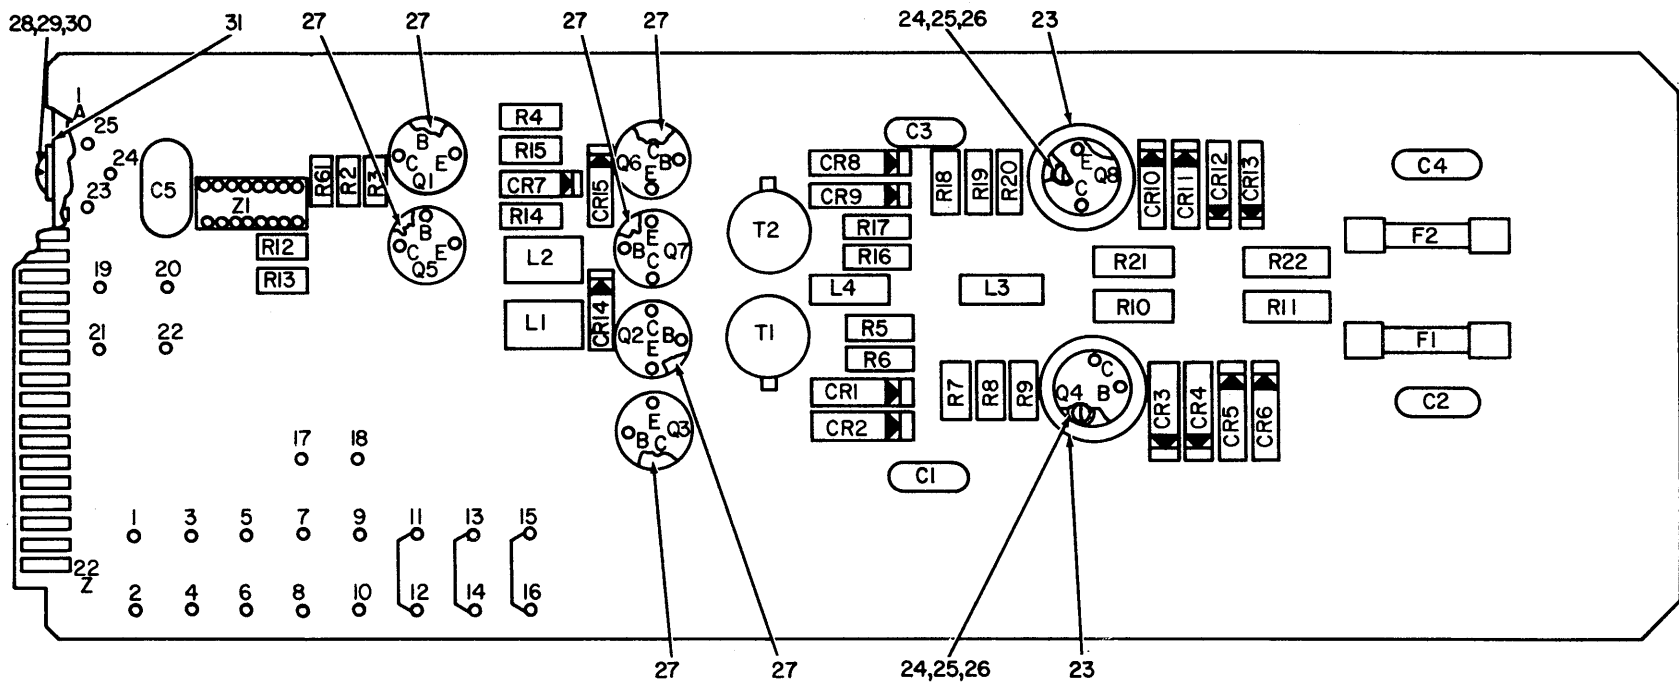 28,29,30
31
27
27
27
27
24,25,26
23
1
A
25
24
23
C5
Z1
R61
R2
R3
B
C
E
Q1
R4
R15
CR7
R14
CR15
Q6
C
B
E
C3
CR8
CR9
R17
R16
R18
R19
R20
E
Q8
C
CR10
CR11
CR12
CR13
C4
F2
R12
R13
B
C
E
Q5
L2
L1
CR14
E
B
Q7
C
T2
L4
L3
R21
R22
R10
R11
19
20
21
22
Q2
C
B
E
T1
R5
R6
CR1
CR2
R7
R8
R9
C
Q4
B
CR3
CR4
CR5
CR6
F1
C2
E
B
C
Q3
C1
17
18
1
3
5
7
9
11
13
15
22
Z
2
4
6
8
10
12
14
16
27
27
24,25,26
23